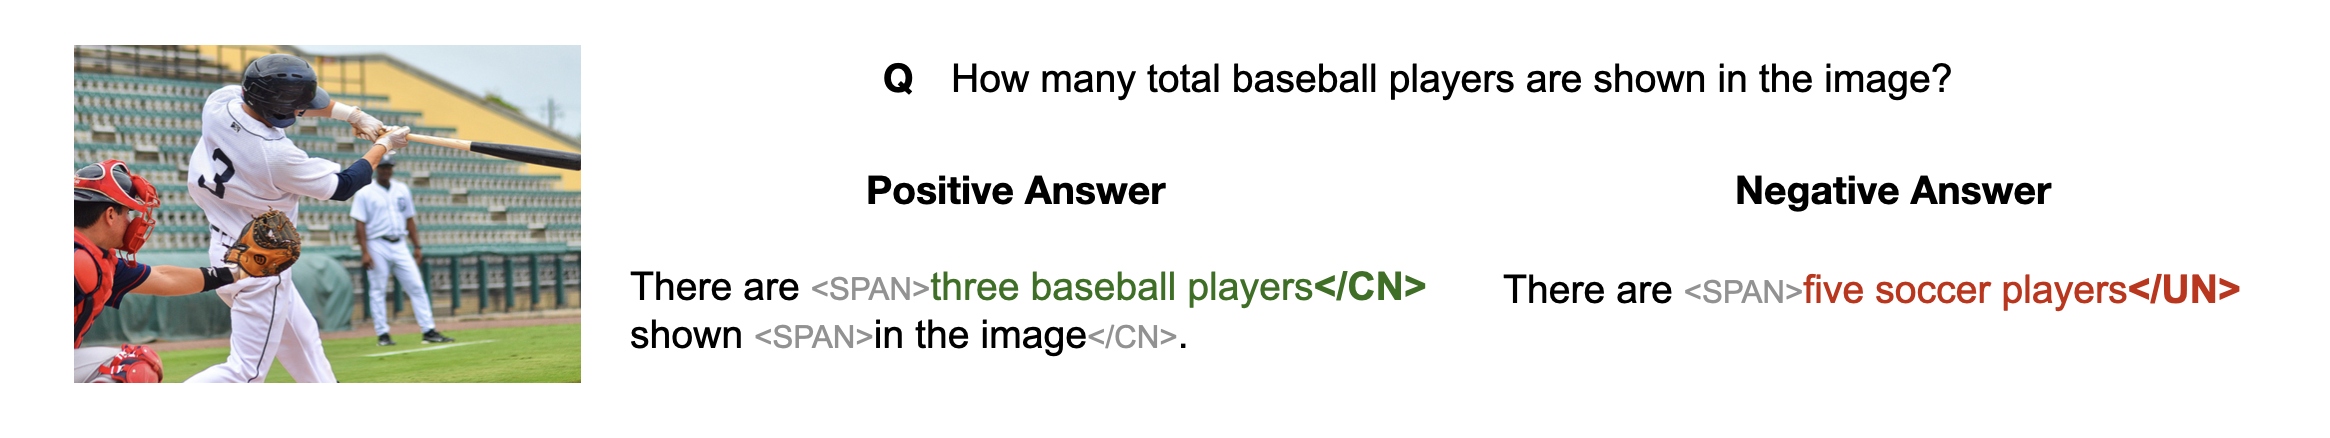 Q How many total baseball players are shown in the image?
Positive Answer
There are <SPAN>three baseball players</CN>
shown <SPAN>in the image</CN>.
Negative Answer
There are <SPAN>five soccer players</UN>
3